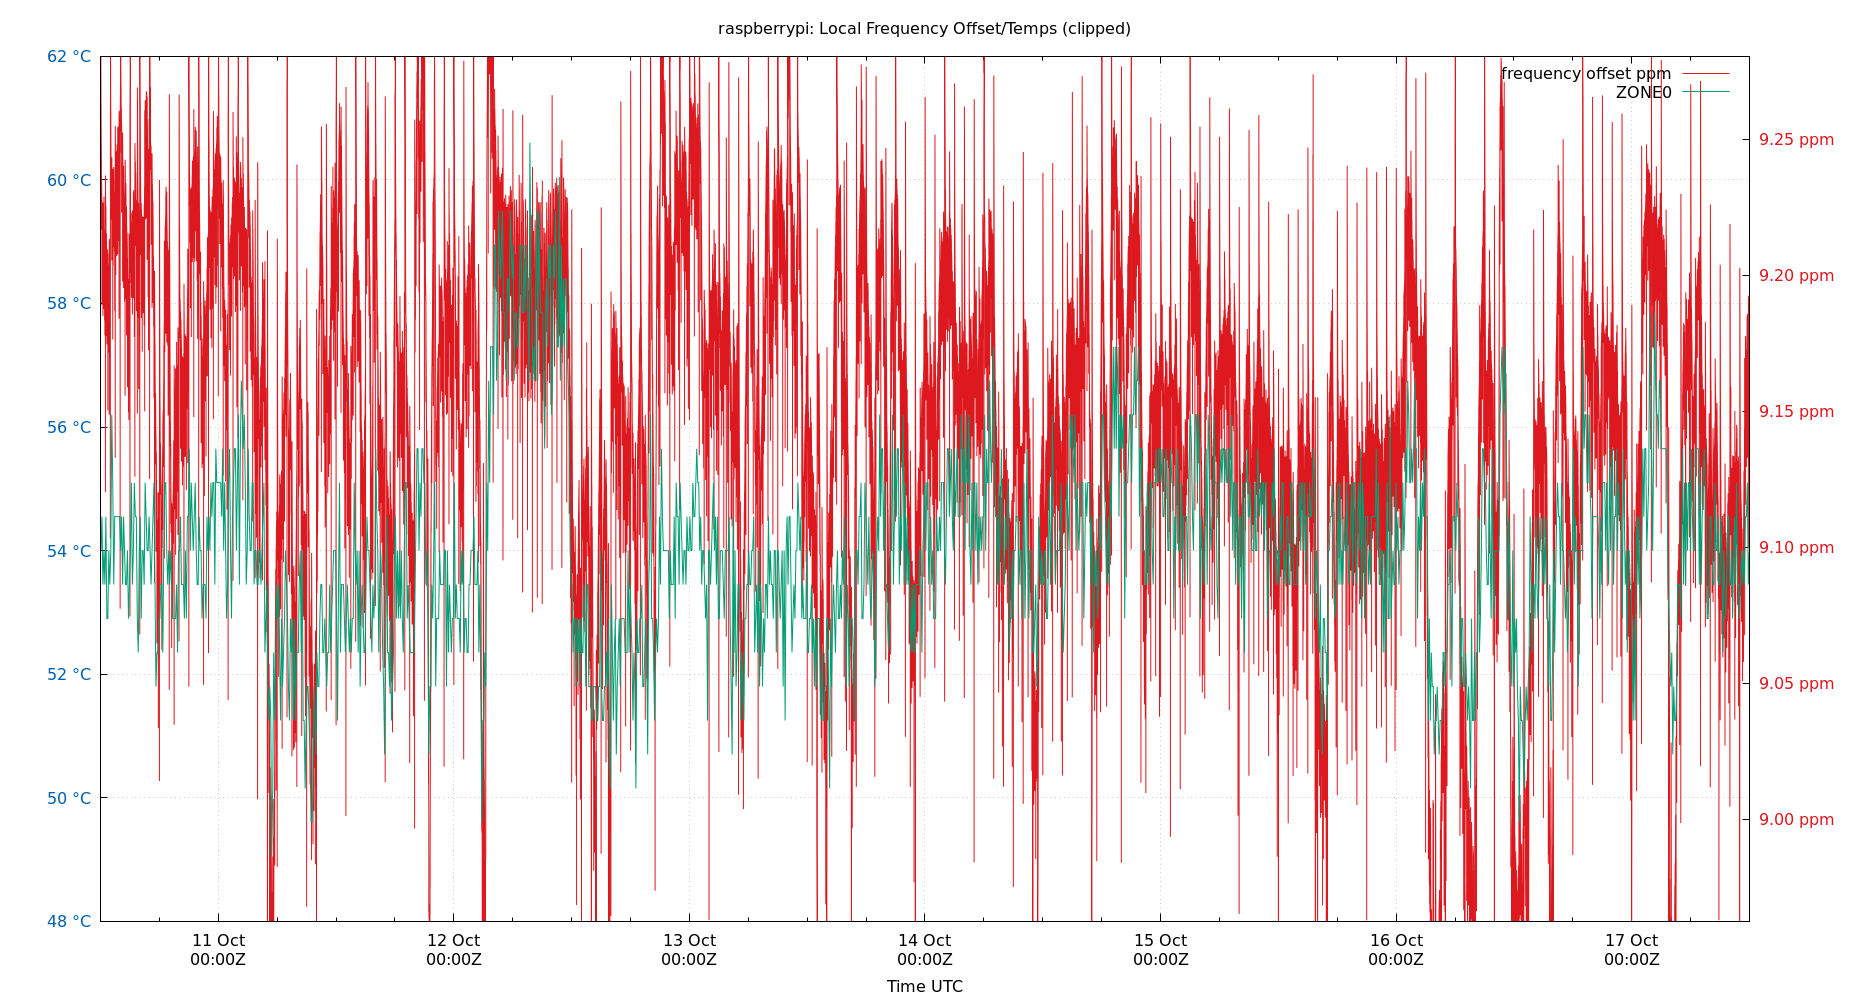 raspberrypi: Local Frequency Offset/Temps (clipped)
62 °C
60 °C
58 °C
56 °C
54 °C
52 °C
50 °C
48 °C
frequency offset ppm
ZONE0
9.25 ppm
9.20 ppm
9.15 ppm
9.10 ppm
9.05 ppm
9.00 ppm
11 Oct 12 Oct 13 Oct 14 Oct 15 Oct 16 Oct 17 Oct
00:00Z 00:00Z 00:00Z 00:00Z 00:00Z 00:00Z 00:00Z
Time UTC